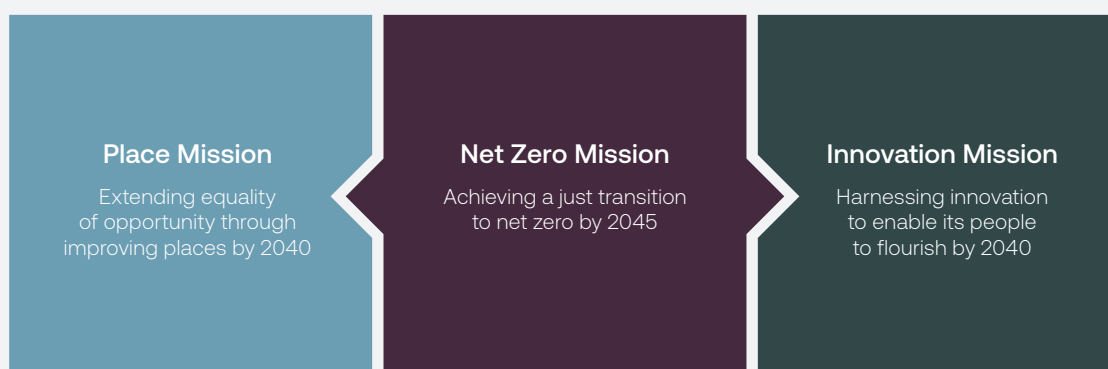 Place Mission
Extending equality
of opportunity through
improving places by 2040
Net Zero Mission
Achieving a just transition
to net zero by 2045
Innovation Mission
Harnessing innovation
to enable its people
to flourish by 2040